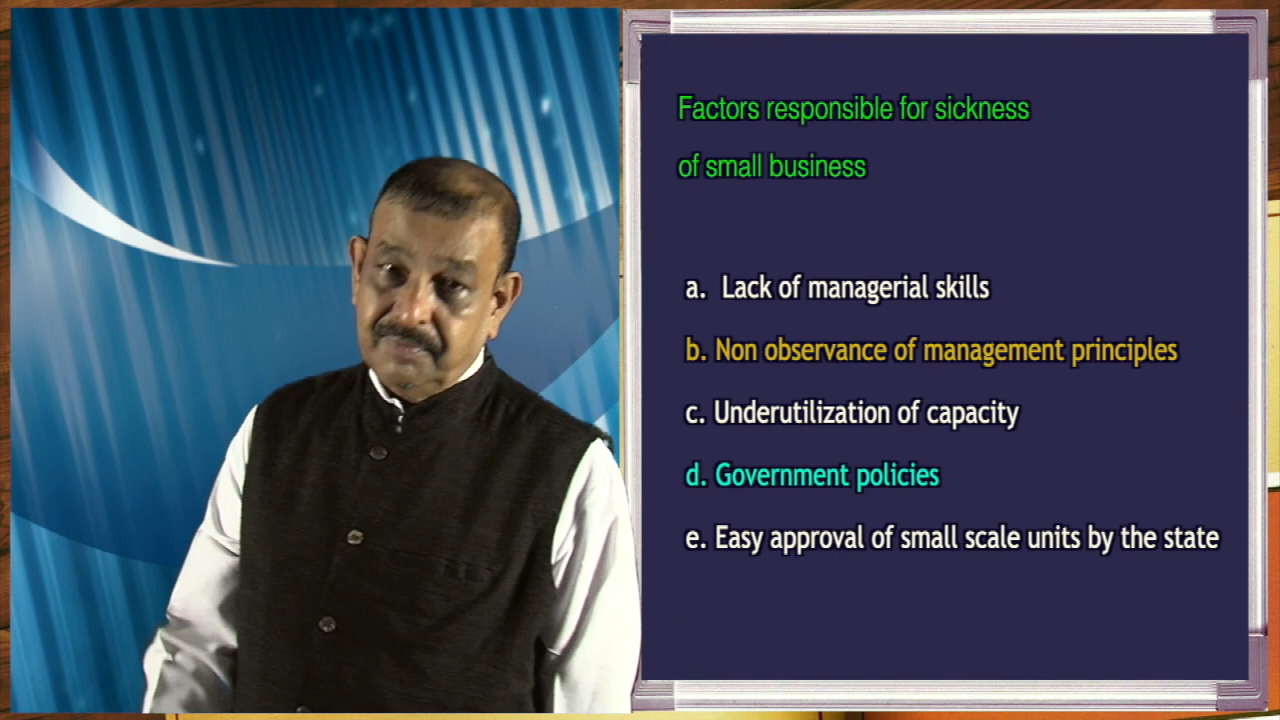 Factors responsible for sickness
of small business
a. Lack of managerial skills
b. Non observance of management principles
c. Underutilization of capacity
d. Government policies
e. Easy approval of small scale units by the state